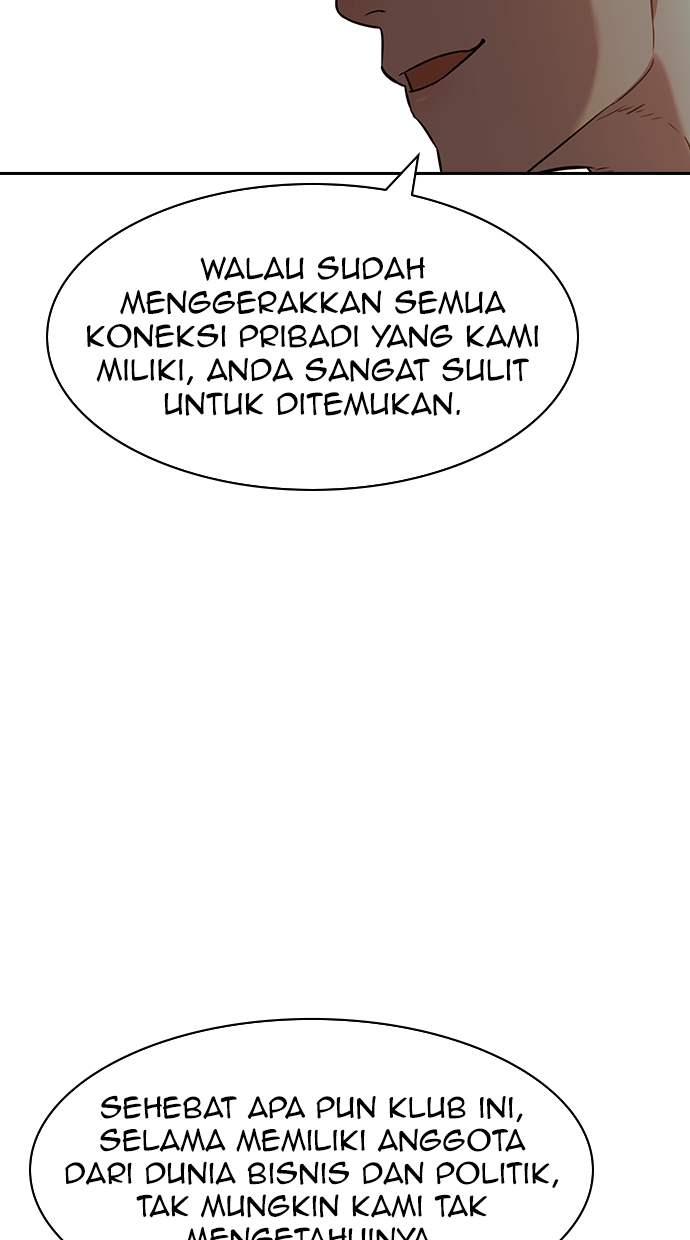 WALAU SUDAH
MENGGERAKKAN SEMUA
KONEKSI PRIBADI YANG KAMI
MILIKI, ANDA SANGAT SULIT
UNTUK DITEMUKAN.
SEHEBAT APA PUN KLUB INI,
SELAMA MEMILIKI ANGGOTA
DARI DUNIA BISNIS DAN POLITIK,
TAK MUNGKIN KAMI TAK
MENGETAHUINYA